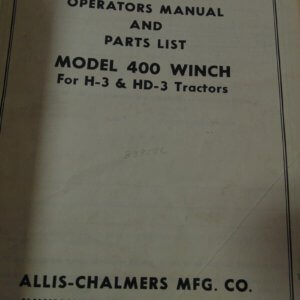 OPERATORS MANUAL
AND
PARTS LIST
MODEL 400 WINCH
For H-3 & HD-3 Tractors
ALLIS-CHALMERS MFG. CO.